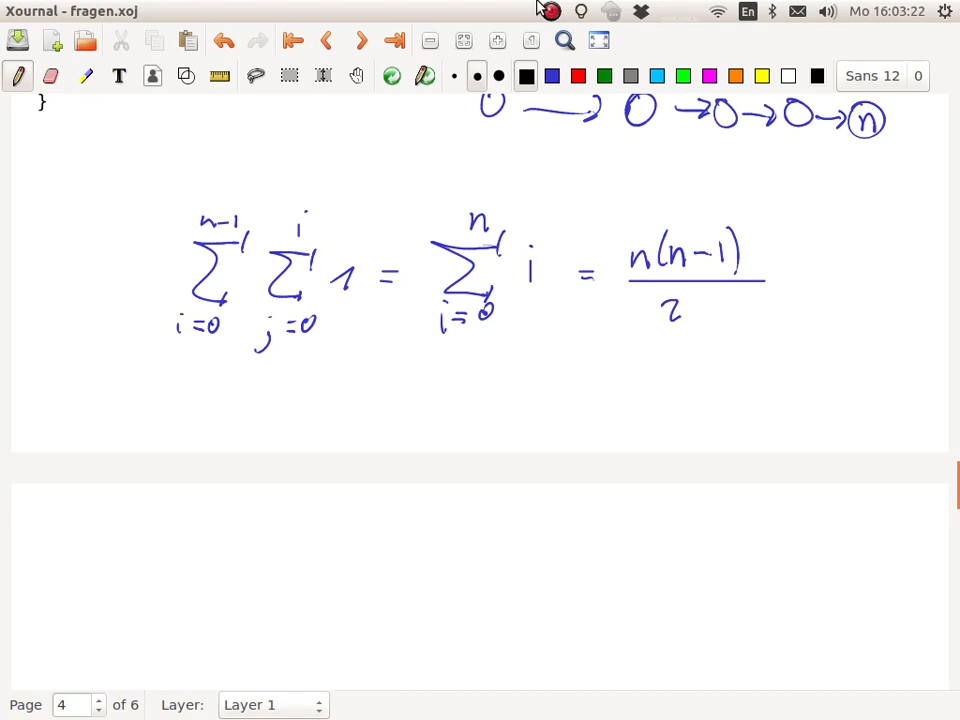 Xournal - fragen.xoj
En
Mo 16:03:22
T
Sans 12
0
}
0 → 0 → 0 → 0 → n
n-1 i n
∑ ∑ 1 = ∑ i = n(n-1)
i=0 j=0 i=0 2
Page 4 of 6 Layer: Layer 1